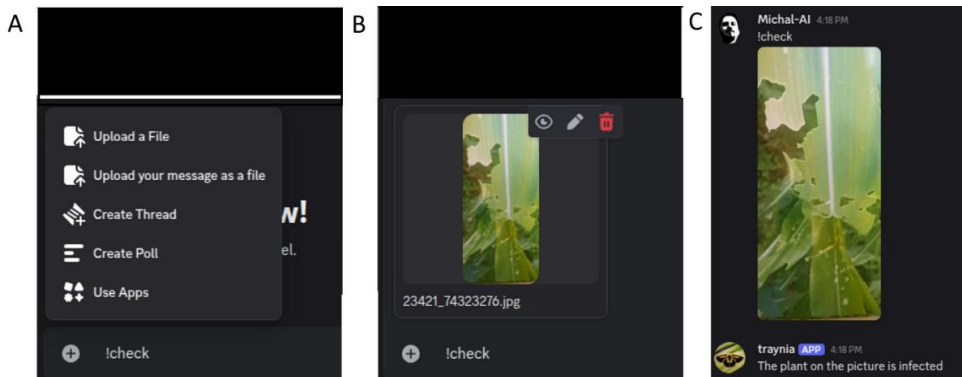 A
Upload a File
Upload your message as a file
Create Thread
w!
el.
Create Poll
Use Apps
!check
B
23421_74323276.jpg
!check
C
Michal-AI 4:18 PM
!check
traynia APP 4:18 PM
The plant on the picture is infected